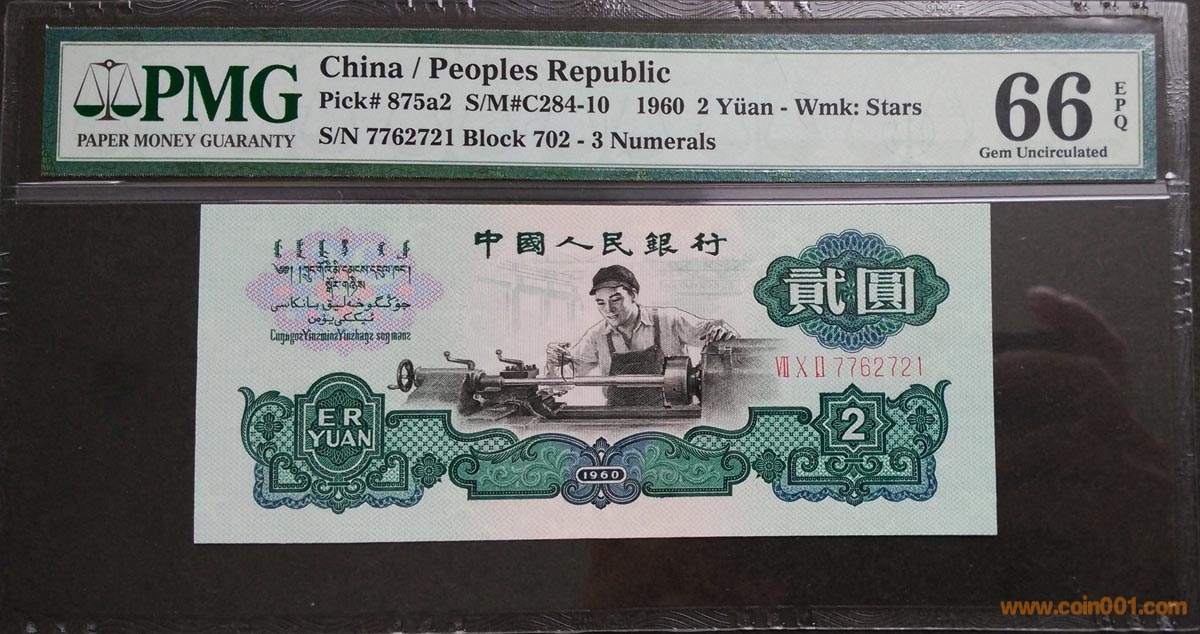 PMG
PAPER MONEY GUARANTY
China / Peoples Republic
Pick# 875a2 S/M#C284-10 1960 2 Yüan - Wmk: Stars
S/N 7762721 Block 702 - 3 Numerals
66
EPQ
Gem Uncirculated
中國人民銀行
貳圓
VII X II 7762721
ER
YUAN
2
1960
www.coin001.com